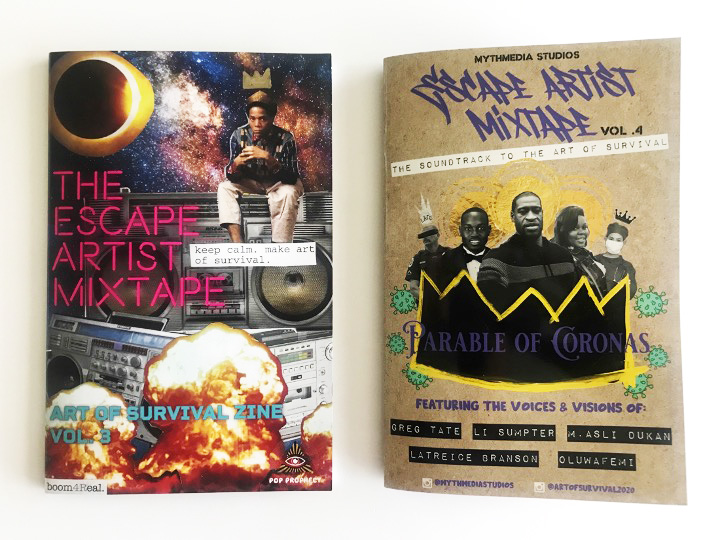 THE
ESCAPE
ARTIST
MIXTAPE
keep calm. make art
of survival.
ART OF SURVIVAL ZINE
VOL. 3
boom4Real.
POP PROPHECY
MYTHMEDIA STUDIOS
ESCAPE ARTIST
MIXTAPE VOL .4
THE SOUNDTRACK TO THE ART OF SURVIVAL
PARABLE OF CORONAS
FEATURING THE VOICES & VISIONS OF:
GREG TATE LI SUMPTER M.ASLI DUKAN
LATREICE BRANSON OLUWAFEMI
@MYTHMEDIASTUDIOS @ARTOFSURVIVAL2020